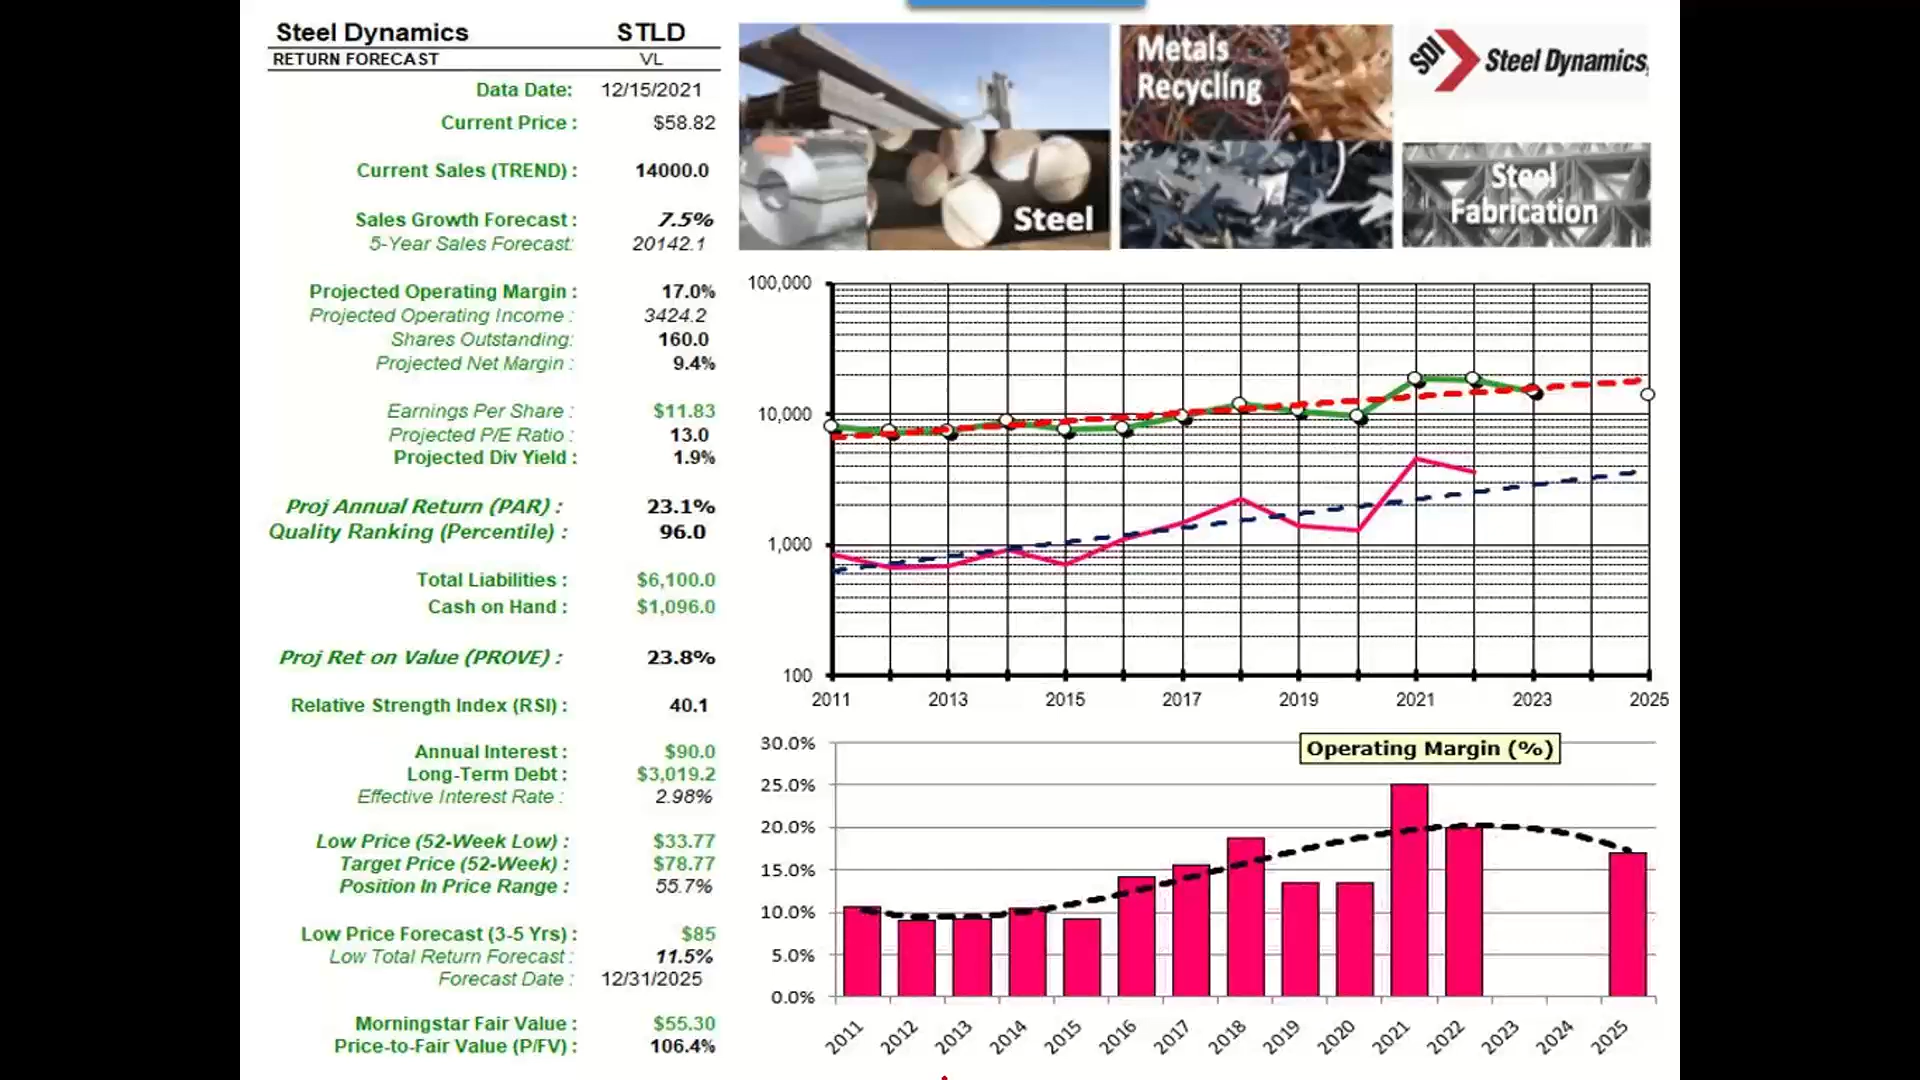 Steel Dynamics STLD
RETURN FORECAST VL
Data Date: 12/15/2021
Current Price : $58.82
Current Sales (TREND) : 14000.0
Sales Growth Forecast : 7.5%
5-Year Sales Forecast: 20142.1
Projected Operating Margin : 17.0%
Projected Operating Income : 3424.2
Shares Outstanding: 160.0
Projected Net Margin : 9.4%
Earnings Per Share : $11.83
Projected P/E Ratio : 13.0
Projected Div Yield : 1.9%
Proj Annual Return (PAR) : 23.1%
Quality Ranking (Percentile) : 96.0
Total Liabilities : $6,100.0
Cash on Hand : $1,096.0
Proj Ret on Value (PROVE) : 23.8%
Relative Strength Index (RSI) : 40.1
Annual Interest : $90.0
Long-Term Debt : $3,019.2
Effective Interest Rate : 2.98%
Low Price (52-Week Low) : $33.77
Target Price (52-Week) : $78.77
Position In Price Range : 55.7%
Low Price Forecast (3-5 Yrs) : $85
Low Total Return Forecast : 11.5%
Forecast Date : 12/31/2025
Morningstar Fair Value : $55.30
Price-to-Fair Value (P/FV) : 106.4%
Steel
Metals
Recycling
SDI Steel Dynamics
Steel
Fabrication
100,000
10,000
1,000
100
2011 2013 2015 2017 2019 2021 2023 2025
Operating Margin (%)
30.0%
25.0%
20.0%
15.0%
10.0%
5.0%
0.0%
2011 2012 2013 2014 2015 2016 2017 2018 2019 2020 2021 2022 2023 2024 2025